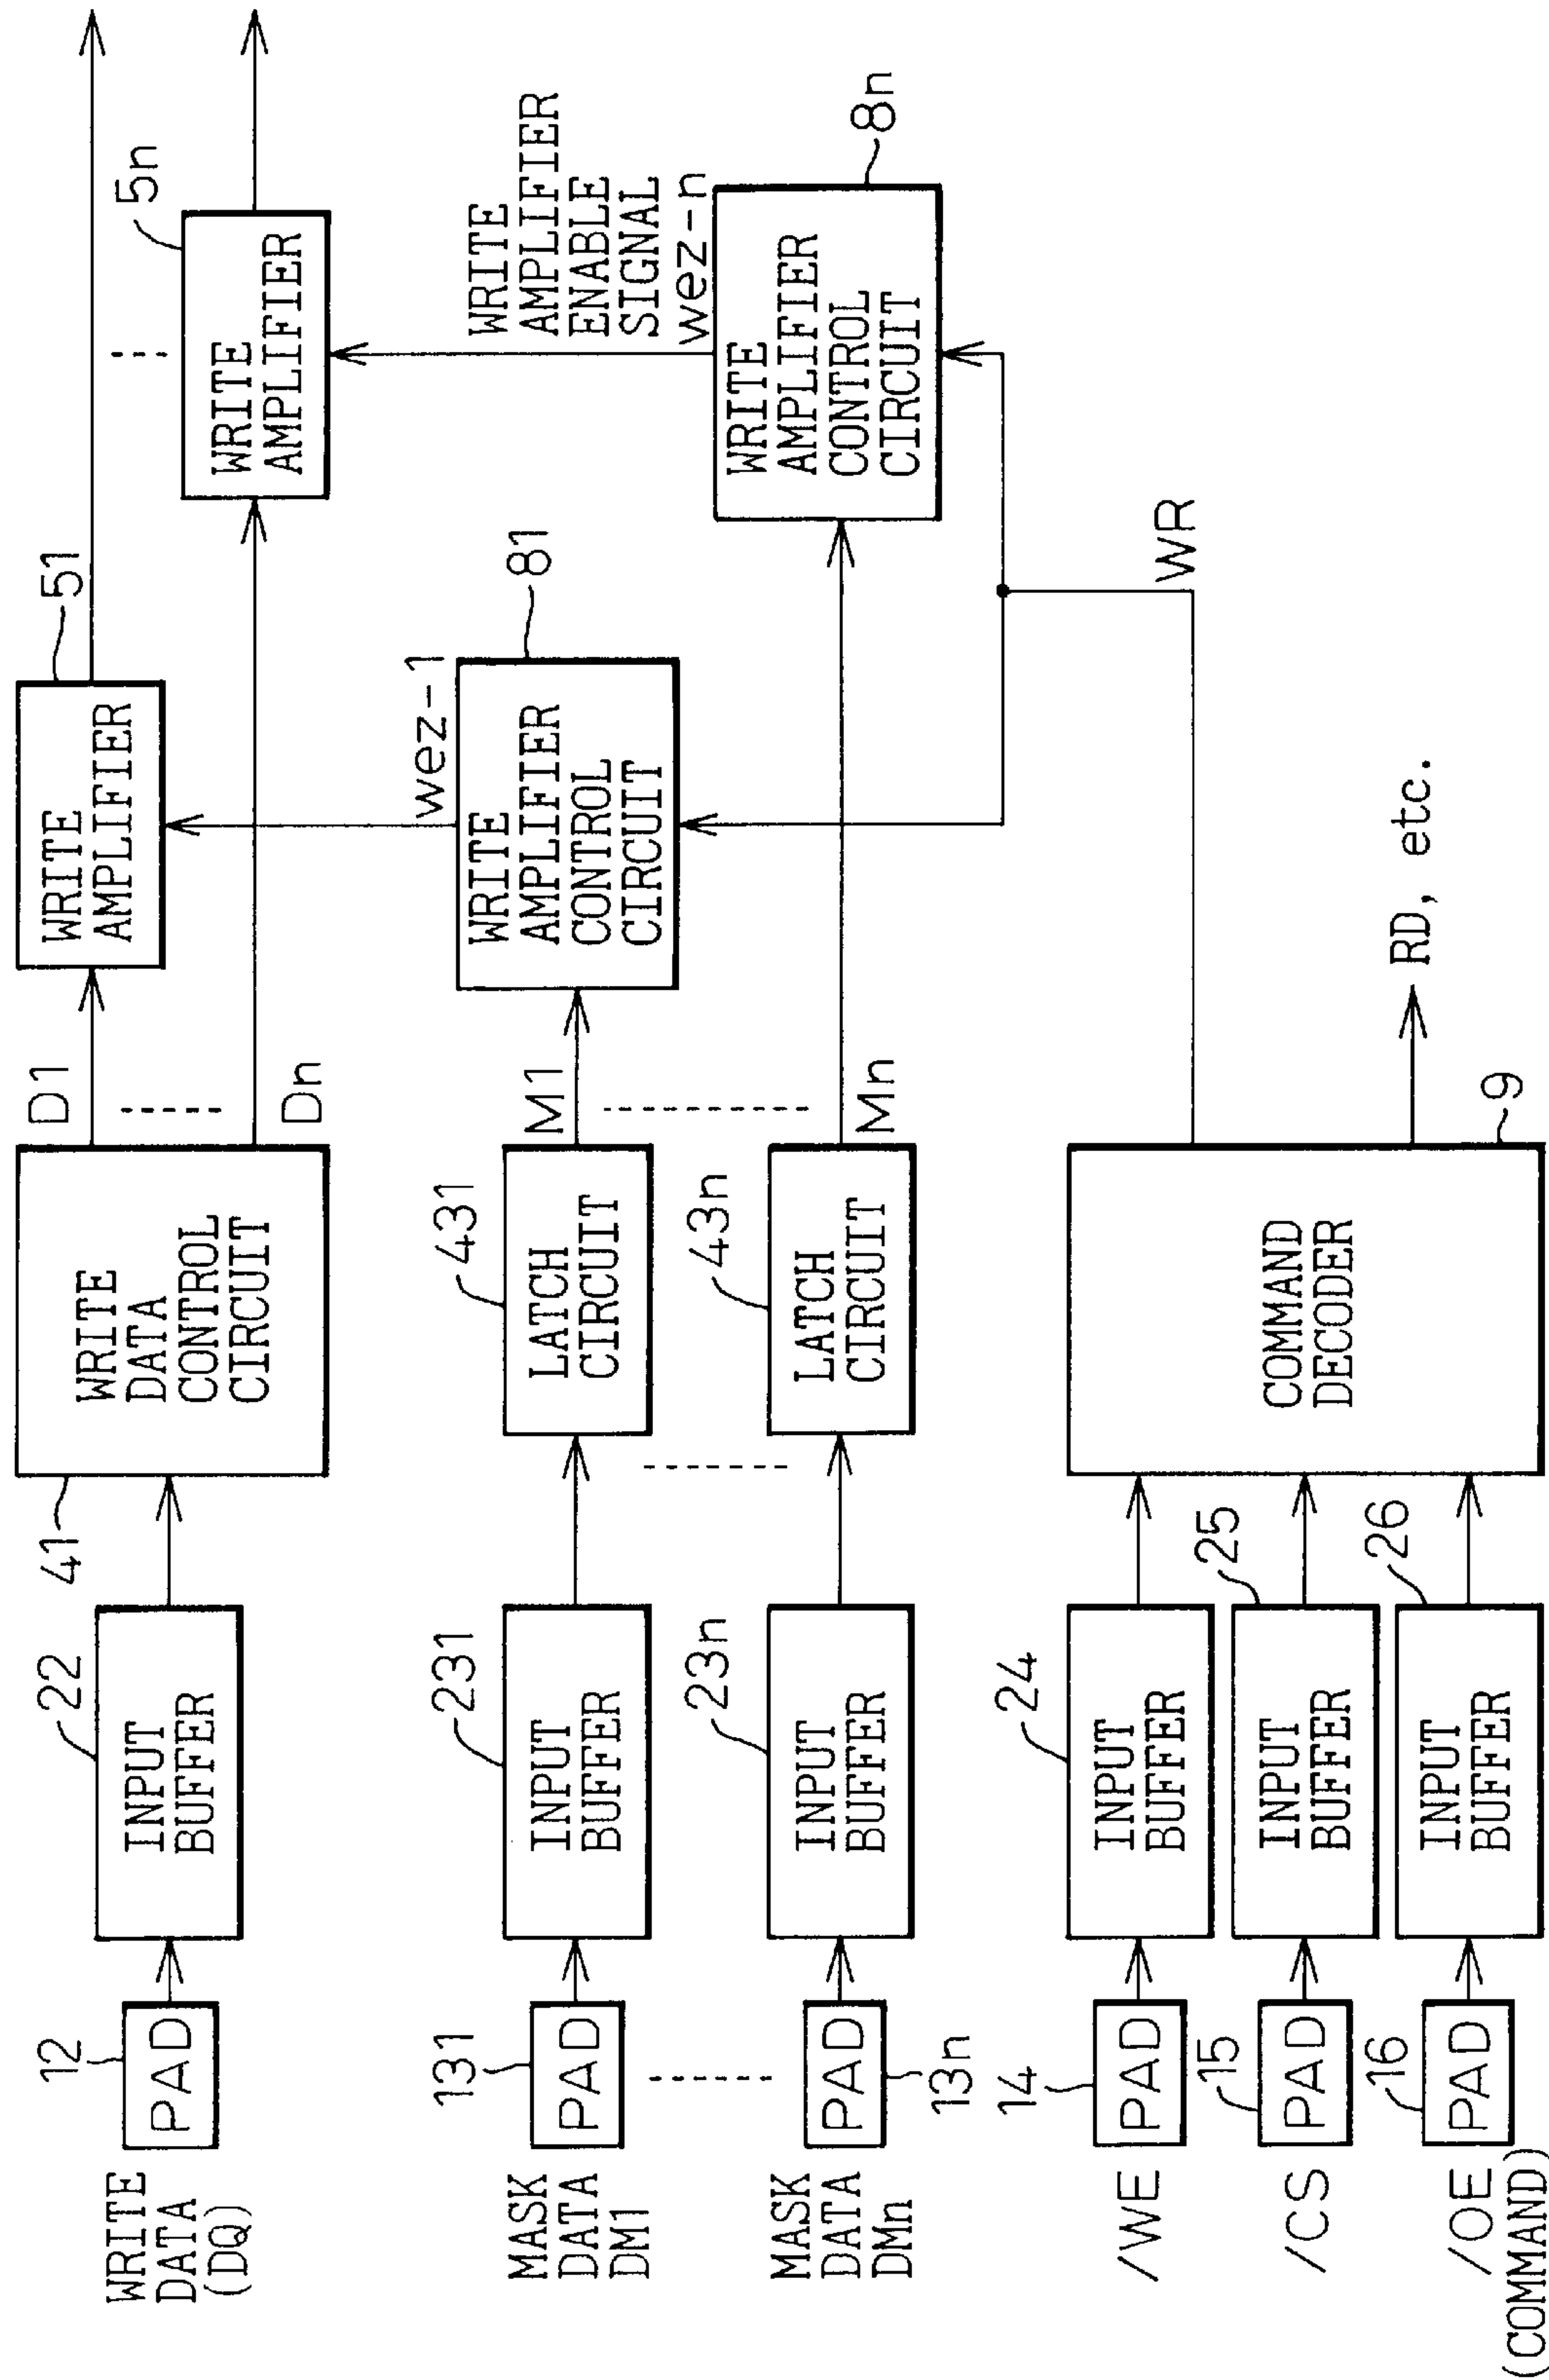 WRITE
DATA
(DQ)
12
PAD
22
INPUT
BUFFER
41
WRITE
DATA
CONTROL
CIRCUIT
D1
Dn
51
WRITE
AMPLIFIER
5n
WRITE
AMPLIFIER
MASK
DATA
DM1
131
PAD
231
INPUT
BUFFER
431
LATCH
CIRCUIT
M1
wez-1
81
WRITE
AMPLIFIER
CONTROL
CIRCUIT
WRITE
AMPLIFIER
ENABLE
SIGNAL
wez-n
8n
WRITE
AMPLIFIER
CONTROL
CIRCUIT
MASK
DATA
DMn
13n
PAD
23n
INPUT
BUFFER
43n
LATCH
CIRCUIT
Mn
/WE
14
PAD
24
INPUT
BUFFER
/CS
15
PAD
25
INPUT
BUFFER
/OE
(COMMAND)
16
PAD
26
INPUT
BUFFER
COMMAND
DECODER
9
WR
RD, etc.